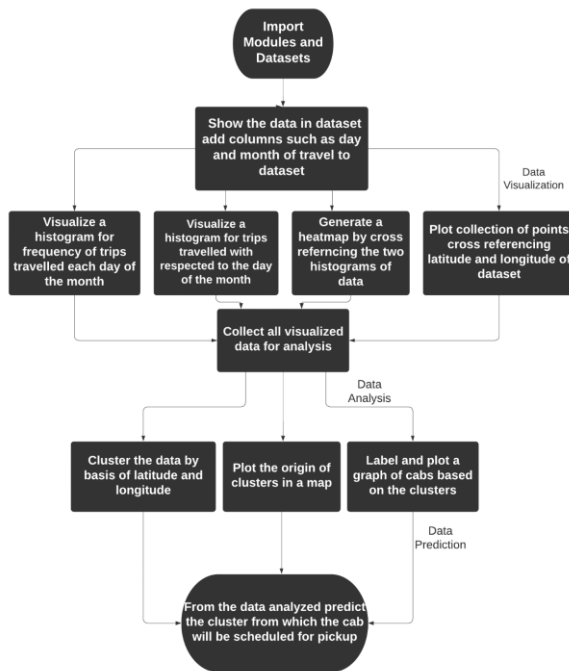 Import
Modules and
Datasets
Show the data in dataset
add columns such as day
and month of travel to
dataset
Data
Visualization
Visualize a
histogram for
frequency of trips
travelled each day of
the month
Visualize a
histogram for trips
travelled with
respected to the day
of the month
Generate a
heatmap by cross
referncing the two
histograms of
data
Plot collection of points
cross referencing
latitude and longitude of
dataset
Collect all visualized
data for analysis
Data
Analysis
Cluster the data by
basis of latitude and
longitude
Plot the origin of
clusters in a map
Label and plot a
graph of cabs based
on the clusters
Data
Prediction
From the data analyzed predict
the cluster from which the cab
will be scheduled for pickup